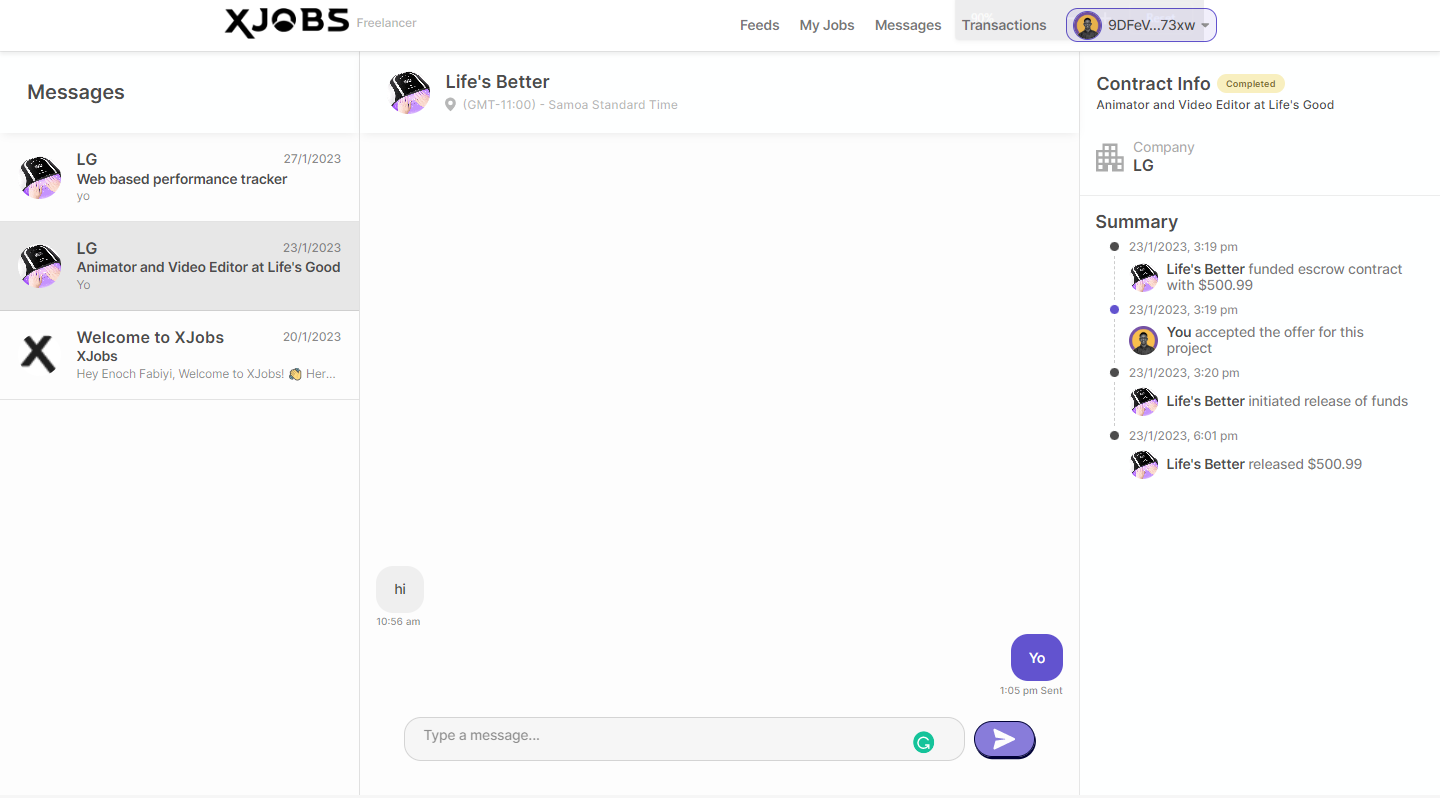 XJOBS Freelancer
Feeds
My Jobs
Messages
Transactions
9DFeV...73xw
Messages
LG
27/1/2023
Web based performance tracker
yo
LG
23/1/2023
Animator and Video Editor at Life's Good
Yo
Welcome to XJobs
20/1/2023
XJobs
Hey Enoch Fabiyi, Welcome to XJobs! 👏 Her...
Life's Better
(GMT-11:00) - Samoa Standard Time
hi
10:56 am
Yo
1:05 pm Sent
Type a message...
Contract Info Completed
Animator and Video Editor at Life's Good
Company
LG
Summary
23/1/2023, 3:19 pm
Life's Better funded escrow contract
with $500.99
23/1/2023, 3:19 pm
You accepted the offer for this
project
23/1/2023, 3:20 pm
Life's Better initiated release of funds
23/1/2023, 6:01 pm
Life's Better released $500.99